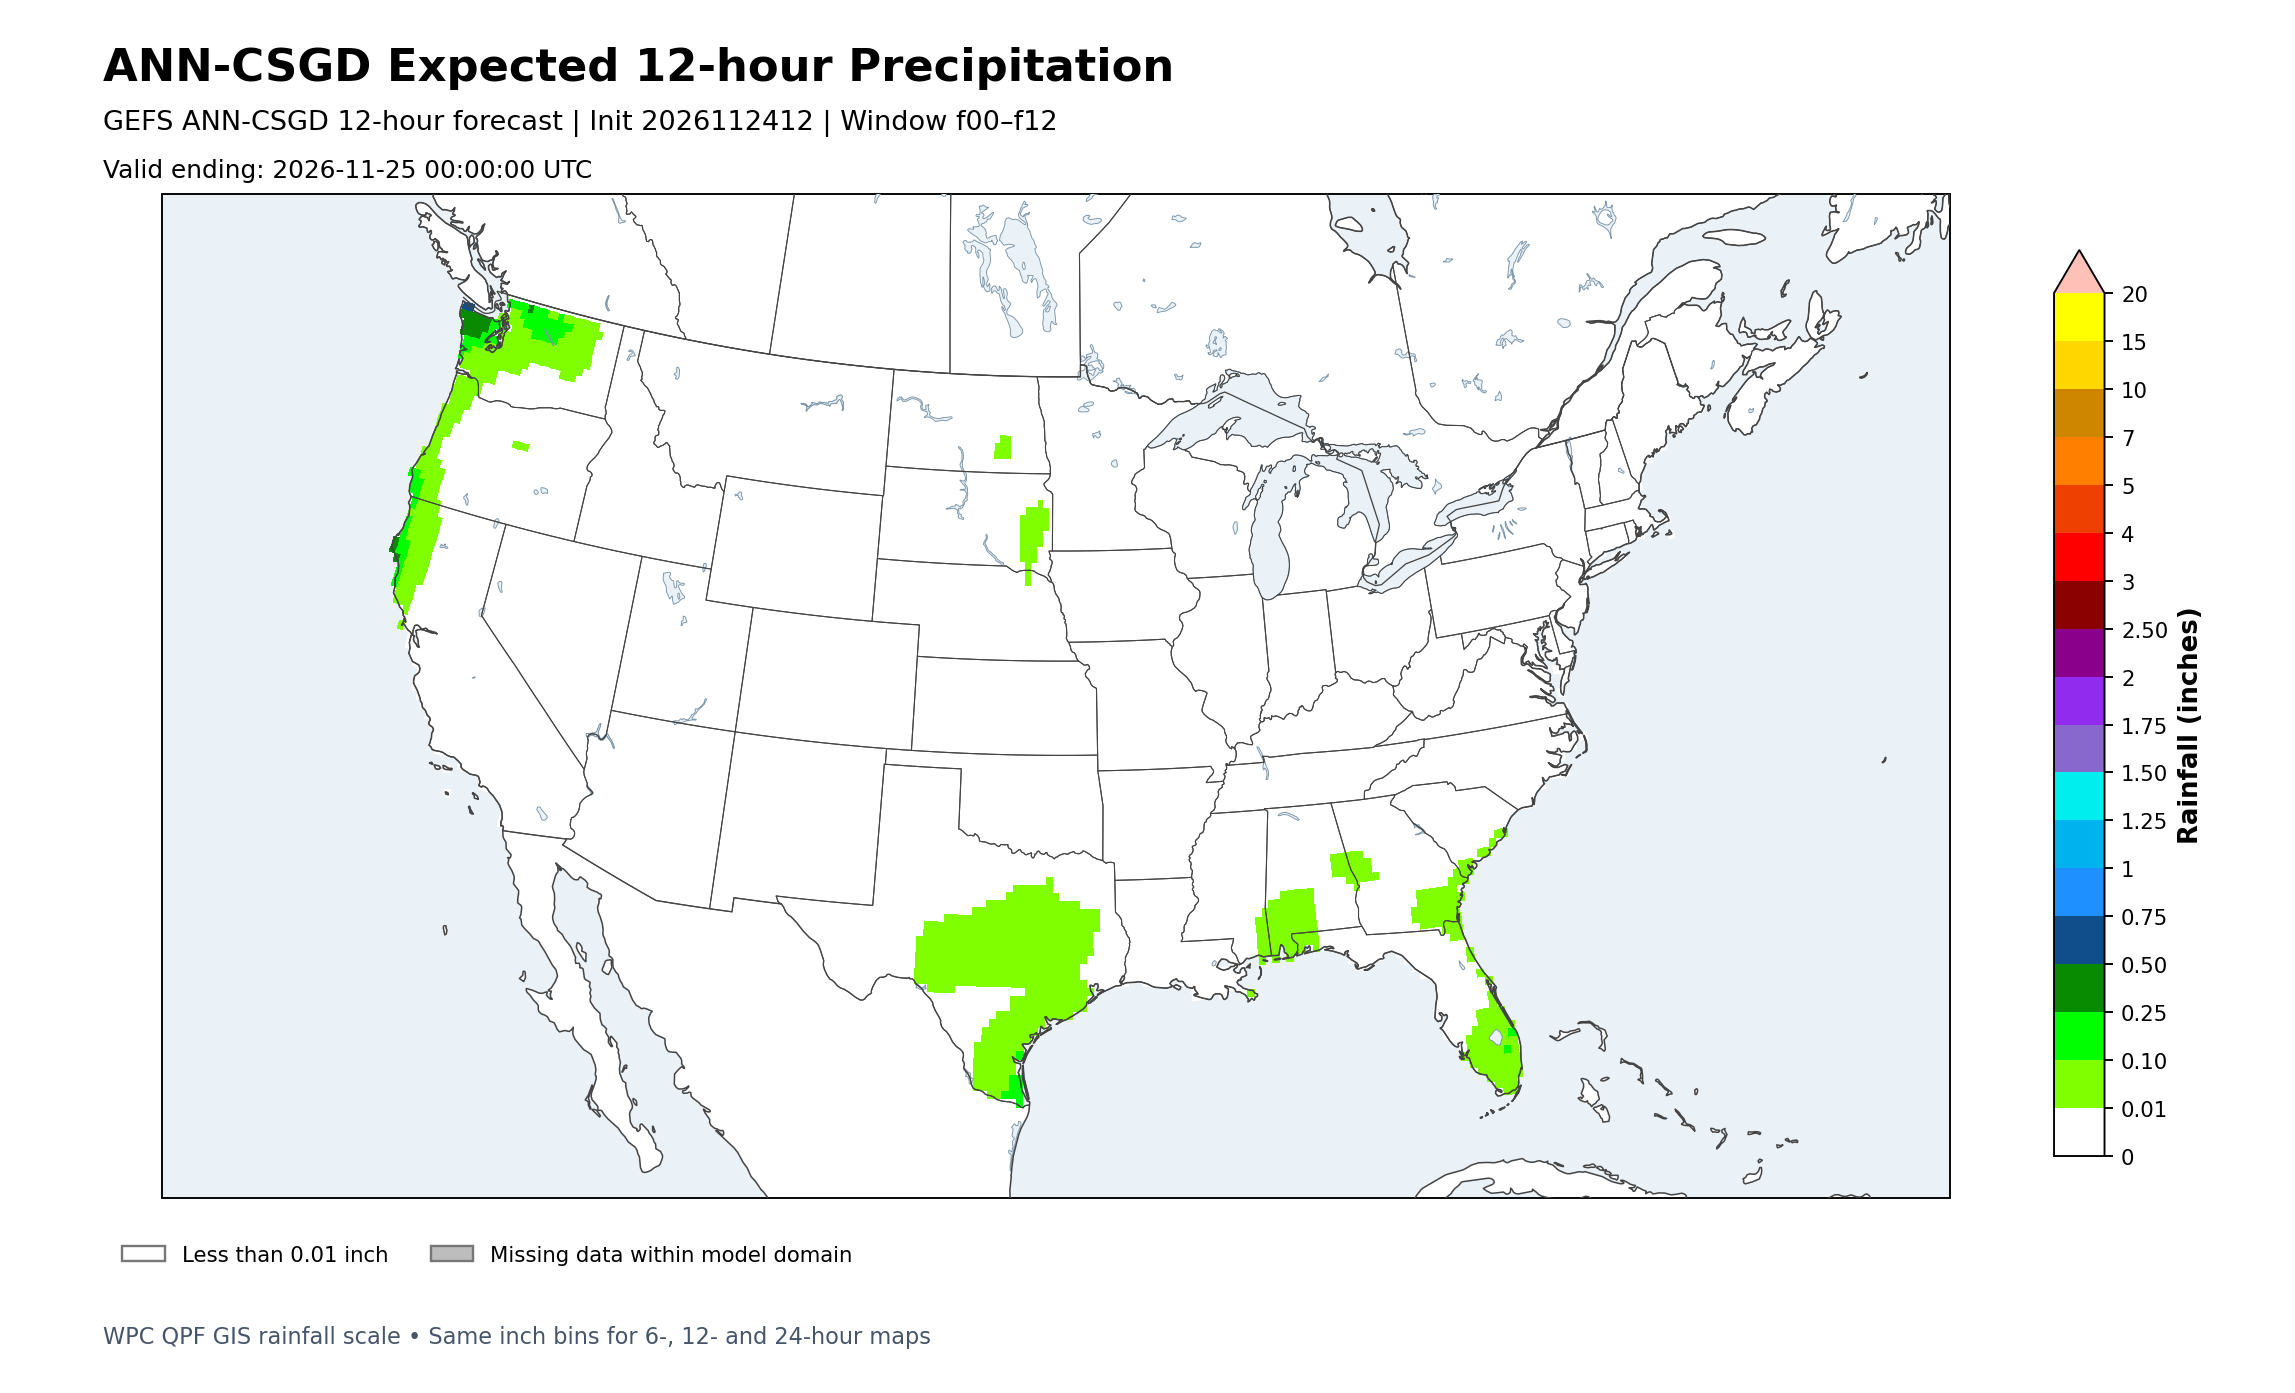 ANN-CSGD Expected 12-hour Precipitation
GEFS ANN-CSGD 12-hour forecast | Init 2026112412 | Window f00–f12
Valid ending: 2026-11-25 00:00:00 UTC
20
15
10
7
5
4
3
2.50
2
1.75
1.50
1.25
1
0.75
0.50
0.25
0.10
0.01
0
Rainfall (inches)
Less than 0.01 inch
Missing data within model domain
WPC QPF GIS rainfall scale • Same inch bins for 6-, 12- and 24-hour maps